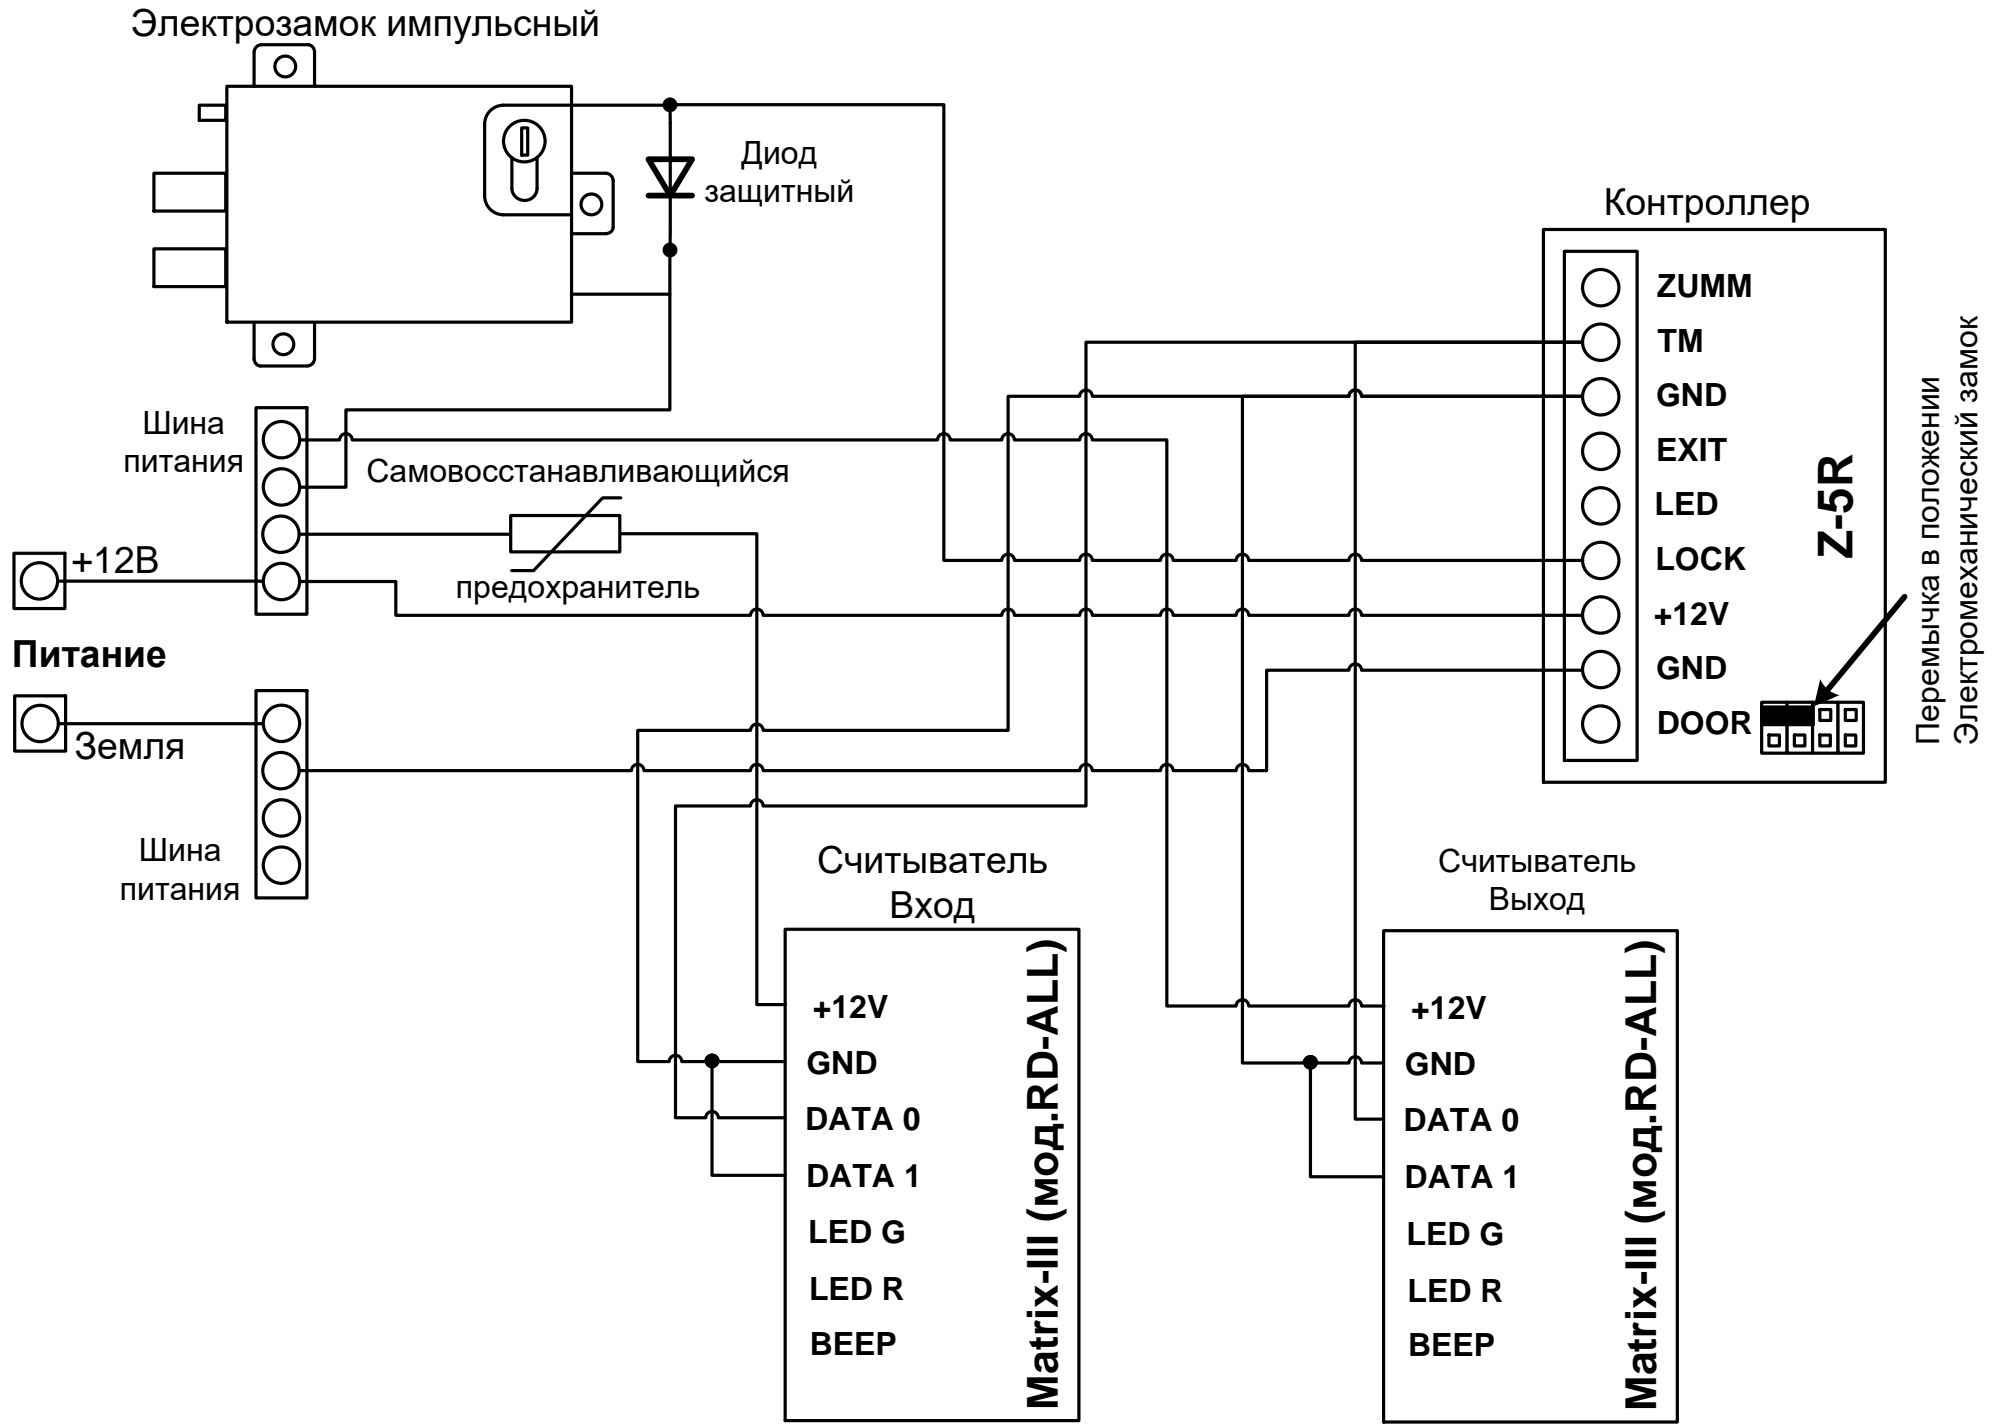 Электрозамок импульсный
Диод
защитный
Контроллер
ZUMM
TM
GND
EXIT
LED
LOCK
+12V
GND
DOOR
Z-5R
Перемычка в положении
Электромеханический замок
Шина
питания
Самовосстанавливающийся
предохранитель
+12В
Питание
Земля
Шина
питания
Считыватель
Вход
+12V
GND
DATA 0
DATA 1
LED G
LED R
BEEP
Matrix-III (мод.RD-ALL)
Считыватель
Выход
+12V
GND
DATA 0
DATA 1
LED G
LED R
BEEP
Matrix-III (мод.RD-ALL)